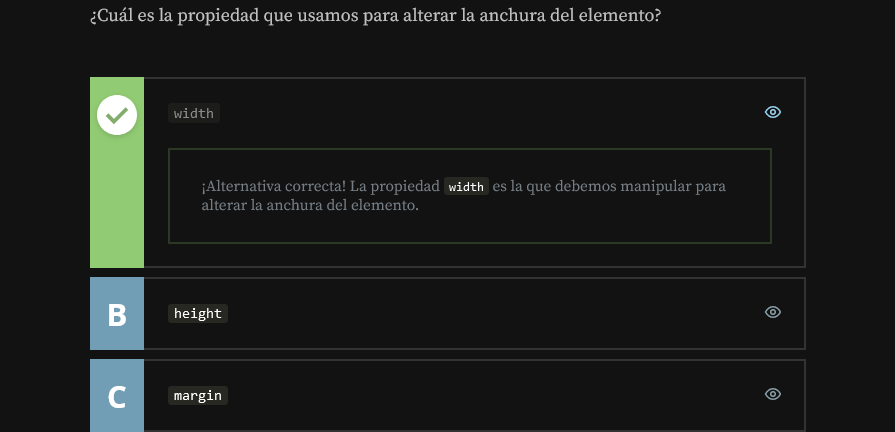 ¿Cuál es la propiedad que usamos para alterar la anchura del elemento?
width
¡Alternativa correcta! La propiedad width es la que debemos manipular para
alterar la anchura del elemento.
B
height
C
margin